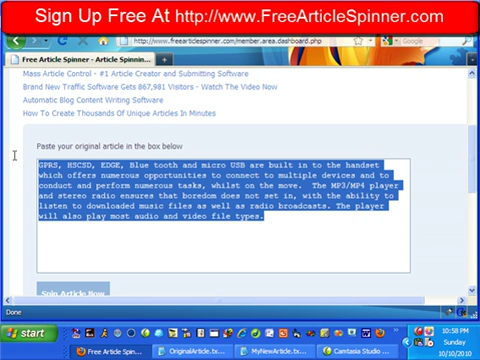 Sign Up Free At http://www.FreeArticleSpinner.com
http://www.freearticlespinner.com/member.area.dashboard.php
Google
Free Article Spinner - Article Spinnin...
Mass Article Control - #1 Article Creator and Submitting Software
Brand New Traffic Software Gets 867,981 Visitors - Watch The Video Now
Automatic Blog Content Writing Software
How To Create Thousands Of Unique Articles In Minutes
Paste your original article in the box below
GPRS, HSCSD, EDGE, Blue tooth and micro USB are built in to the handset
which offers numerous opportunities to connect to multiple devices and to
conduct and perform numerous tasks, whilst on the move. The MP3/MP4 player
and stereo radio ensures that boredom does not set in, with the ability to
listen to downloaded music files as well as radio broadcasts. The player
will also play most audio and video file types.
Spin Article Now
Done
start
10:58 PM
Sunday
10/10/2010
Free Article Spin...
OriginalArticle.tx...
MyNewArticle.tx...
Camtasia Studio ...